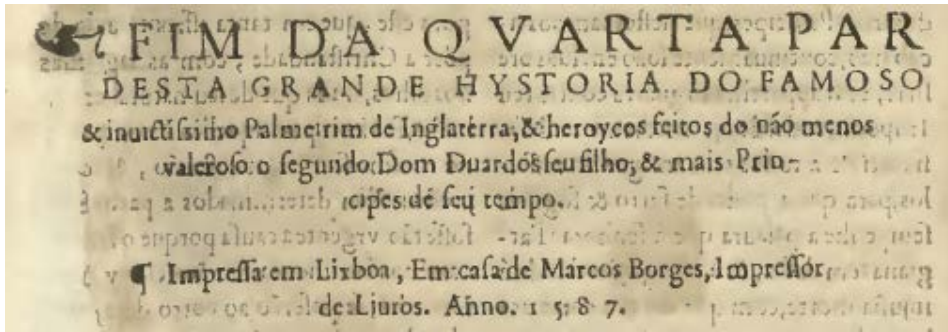 FIM DA QVARTA PAR
DESTA GRANDE HYSTORIA DO FAMOSO
& inuictissimo Palmeirim de Inglaterra, & heroycos feitos do não menos
valeroso o segundo Dom Duardos seu filho, & mais Prin-
cipes de seu tempo.
¶ Impressa em Lixboa, Em casa de Marcos Borges, Impressor
de Liuros. Anno. 1587.